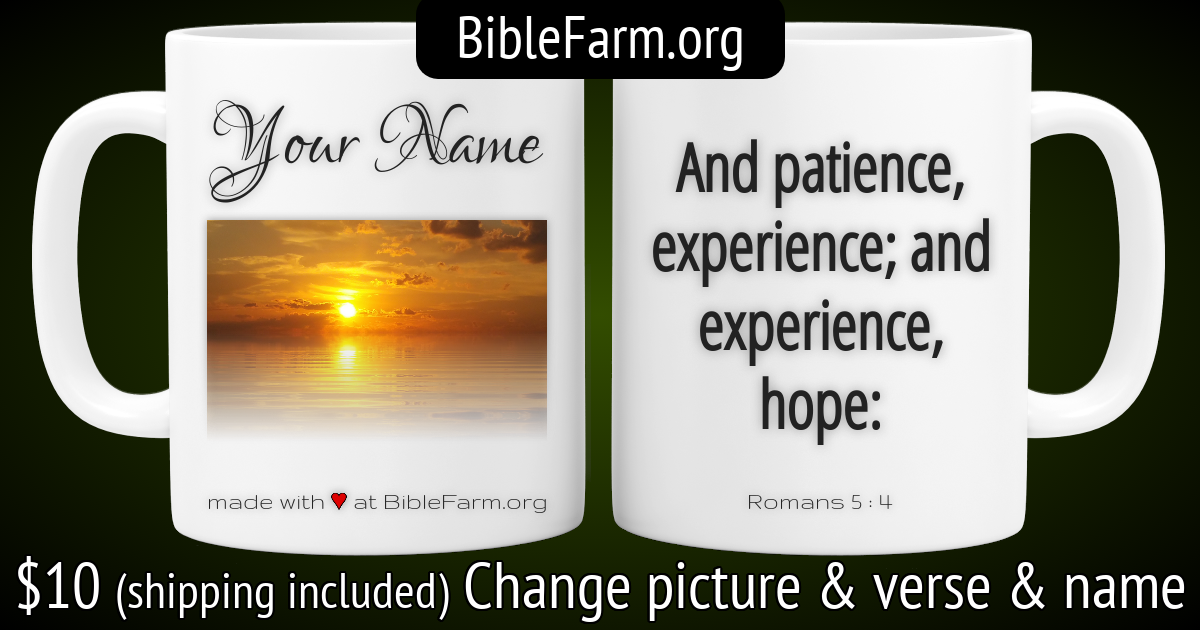 BibleFarm.org
Your Name
made with ♥ at BibleFarm.org
And patience,
experience; and
experience,
hope:
Romans 5 : 4
$10 (shipping included) Change picture & verse & name